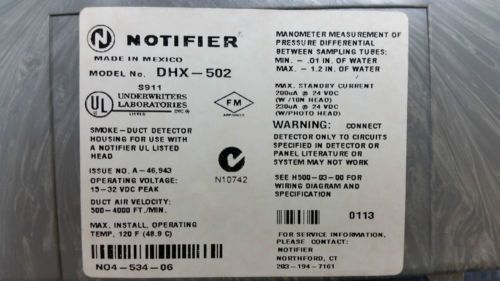 NOTIFIER
MADE IN MEXICO
MODEL No. DHX-502
S911
UL
UNDERWRITERS
LABORATORIES
LISTED
FM
APPROVED
SMOKE-DUCT DETECTOR
HOUSING FOR USE WITH
A NOTIFIER UL LISTED
HEAD
N10742
ISSUE NO. A-46,943
OPERATING VOLTAGE:
15-32 VDC PEAK
DUCT AIR VELOCITY:
500-4000 FT./MIN.
MAX. INSTALL, OPERATING
TEMP, 120 F (48.9 C)
N04-534-06
MANOMETER MEASUREMENT OF
PRESSURE DIFFERENTIAL
BETWEEN SAMPLING TUBES:
MIN. - .01 IN. OF WATER
MAX. - 1.2 IN. OF WATER
MAX, STANDBY CURRENT
200uA @ 24 VDC
(W/ION HEAD)
230uA @ 24 VDC
(W/PHOTO HEAD)
WARNING: CONNECT
DETECTOR ONLY TO CIRCUITS
SPECIFIED IN DETECTOR OR
PANEL LITERATURE OR
SYSTEM MAY NOT WORK
SEE H500-03-00 FOR
WIRING DIAGRAM AND
SPECIFICATION
0113
FOR SERVICE INFORMATION,
PLEASE CONTACT:
NOTIFIER
NORTHFORD, CT
203-194-7161